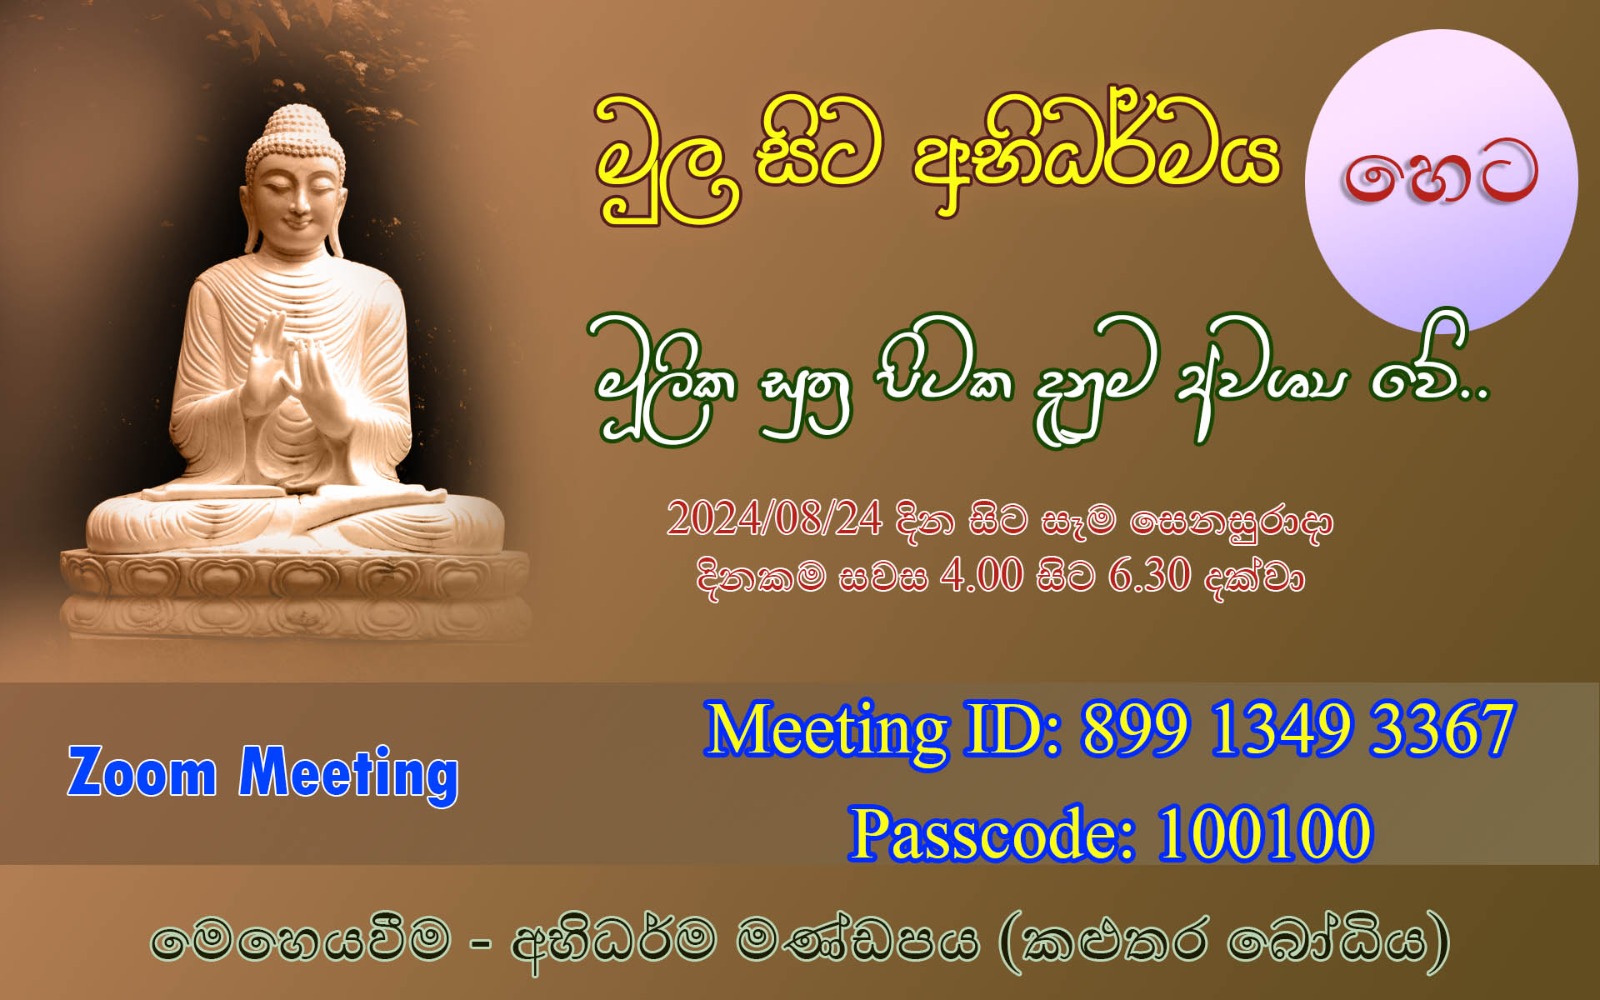 මුල සිට අභිධර්මය
හෙට
මූලික සුත්‍ර පිටක දැනුම අවශ්‍ය වේ..
2024/08/24 දින සිට සෑම සෙනසුරාදා
දිනකම සවස 4.00 සිට 6.30 දක්වා
Zoom Meeting
Meeting ID: 899 1349 3367
Passcode: 100100
මෙහෙයවීම - අභිධර්ම මණ්ඩපය (කළුතර බෝධිය)